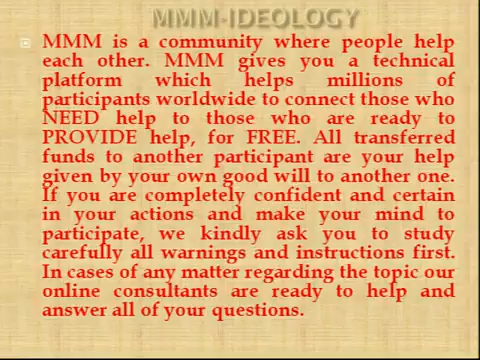 MMM-IDEOLOGY
MMM is a community where people help
each other. MMM gives you a technical
platform which helps millions of
participants worldwide to connect those who
NEED help to those who are ready to
PROVIDE help, for FREE. All transferred
funds to another participant are your help
given by your own good will to another one.
If you are completely confident and certain
in your actions and make your mind to
participate, we kindly ask you to study
carefully all warnings and instructions first.
In cases of any matter regarding the topic our
online consultants are ready to help and
answer all of your questions.